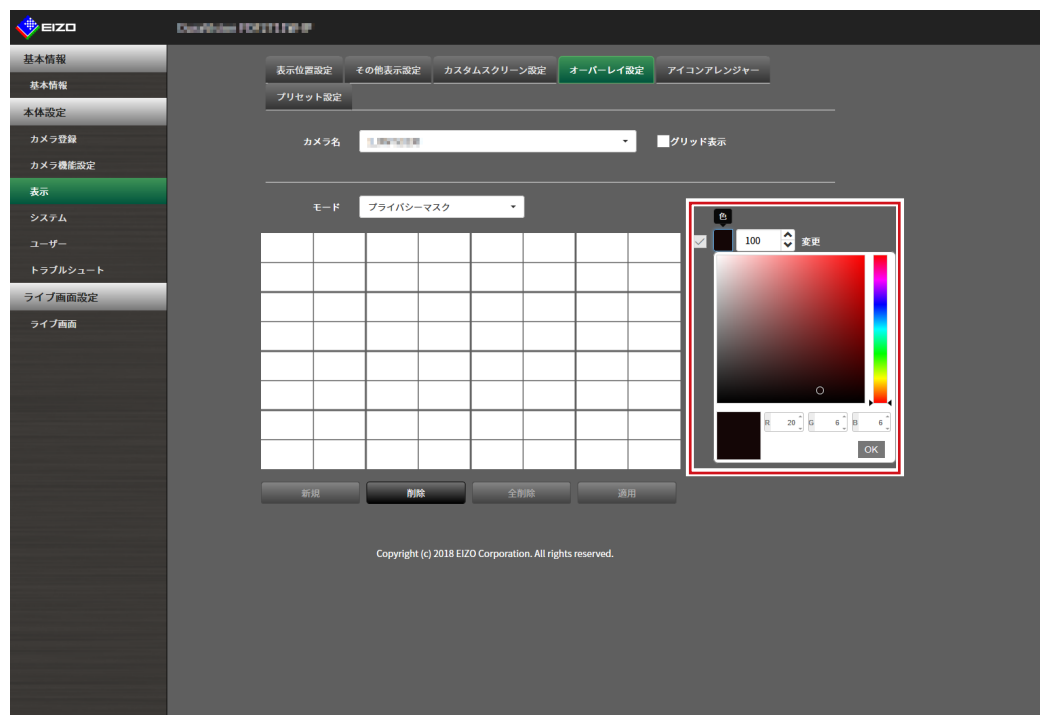 EIZO
基本情報
基本情報
本体設定
カメラ登録
カメラ機能設定
表示
システム
ユーザー
トラブルシュート
ライブ画面設定
ライブ画面
表示位置設定 その他表示設定 カスタムスクリーン設定 オーバーレイ設定 アイコンアレンジャー
プリセット設定
カメラ名
グリッド表示
モード プライバシーマスク
色
100 変更
R 20 G 6 B 6
OK
新規 削除 全削除 適用
Copyright (c) 2018 EIZO Corporation. All rights reserved.